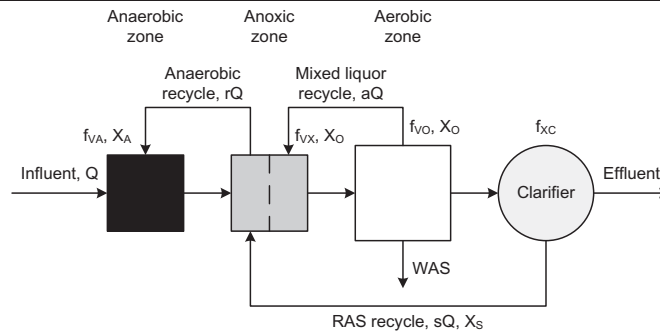 Anaerobic
zone
Anoxic
zone
Aerobic
zone
Anaerobic
recycle, rQ
Mixed liquor
recycle, aQ
f_VA, X_A
f_VX, X_O
f_VO, X_O
f_XC
Influent, Q
Clarifier
Effluent
WAS
RAS recycle, sQ, X_S